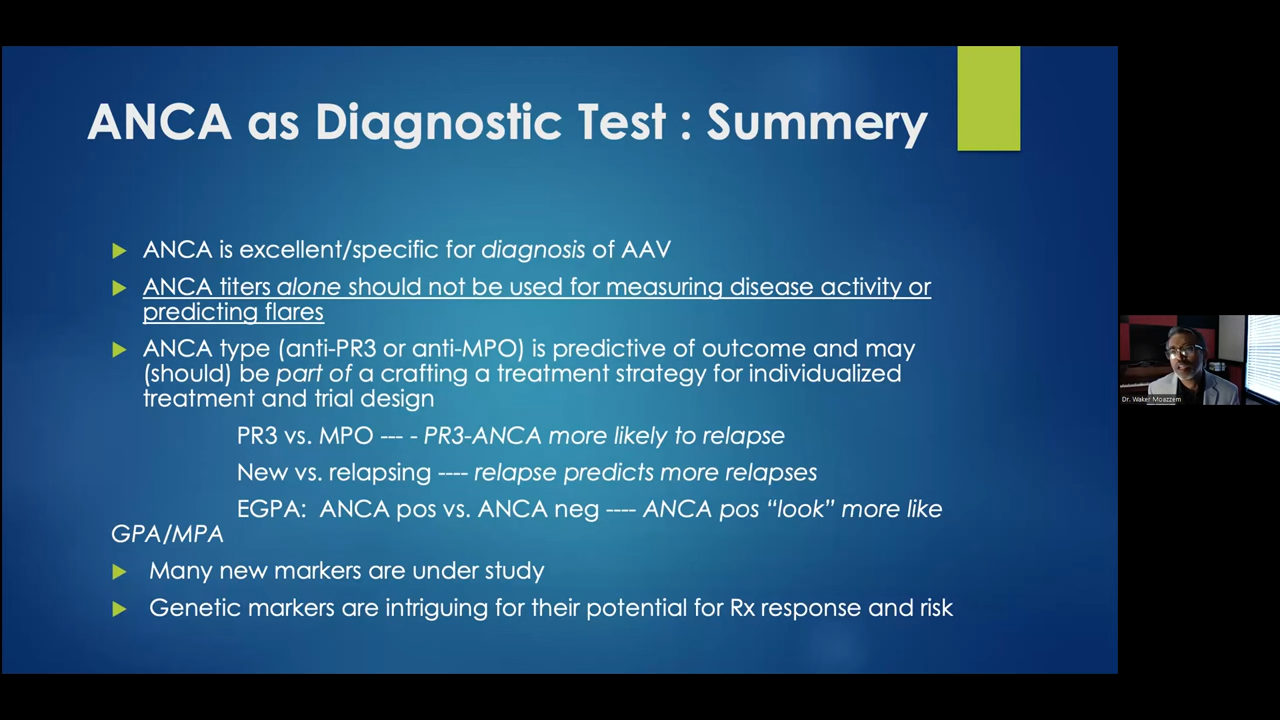 ANCA as Diagnostic Test : Summery
ANCA is excellent/specific for diagnosis of AAV
ANCA titers alone should not be used for measuring disease activity or
predicting flares
ANCA type (anti-PR3 or anti-MPO) is predictive of outcome and may
(should) be part of a crafting a treatment strategy for individualized
treatment and trial design
PR3 vs. MPO --- - PR3-ANCA more likely to relapse
New vs. relapsing ---- relapse predicts more relapses
EGPA: ANCA pos vs. ANCA neg ---- ANCA pos “look” more like
GPA/MPA
Many new markers are under study
Genetic markers are intriguing for their potential for Rx response and risk
Dr. Waker Moazzem